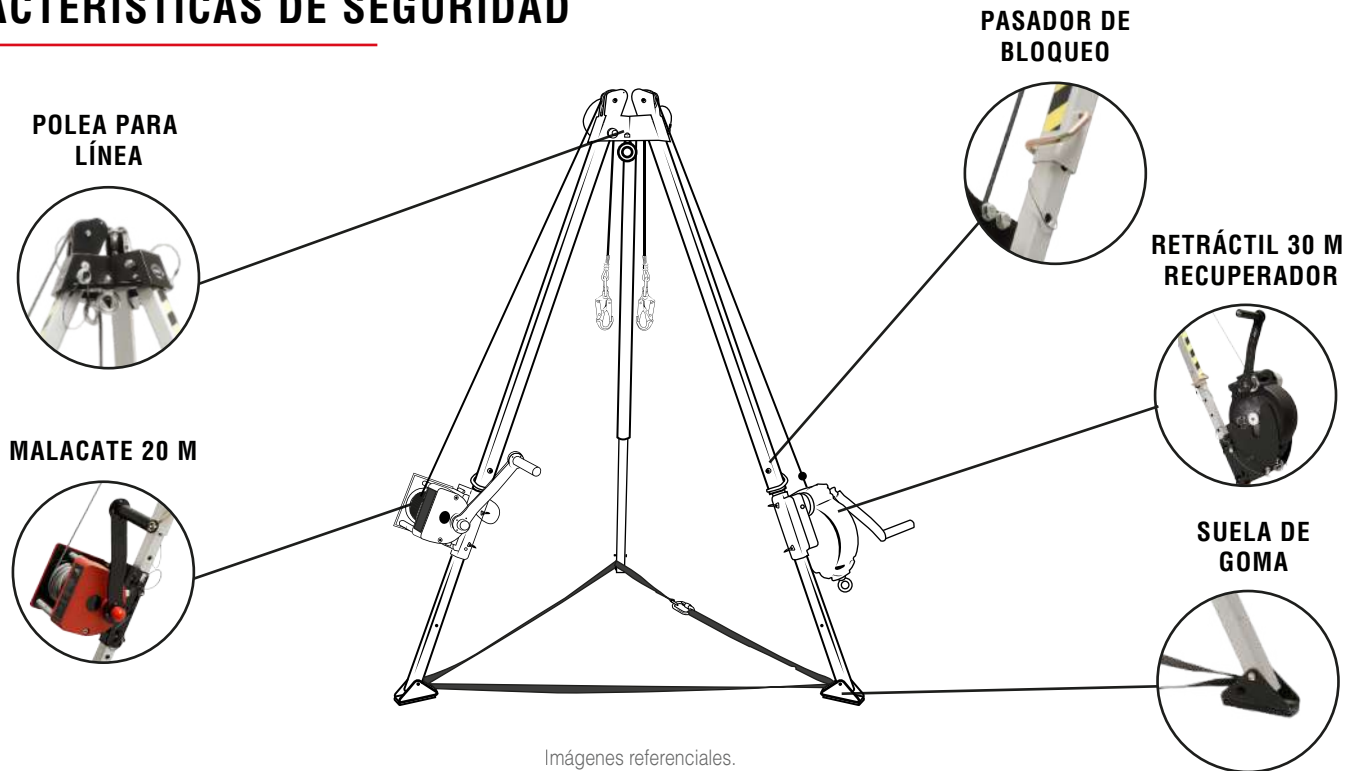 ACTERÍSTICAS DE SEGURIDAD
PASADOR DE
BLOQUEO
POLEA PARA
LÍNEA
RETRÁCTIL 30 M
RECUPERADOR
MALACATE 20 M
SUELA DE
GOMA
Imágenes referenciales.